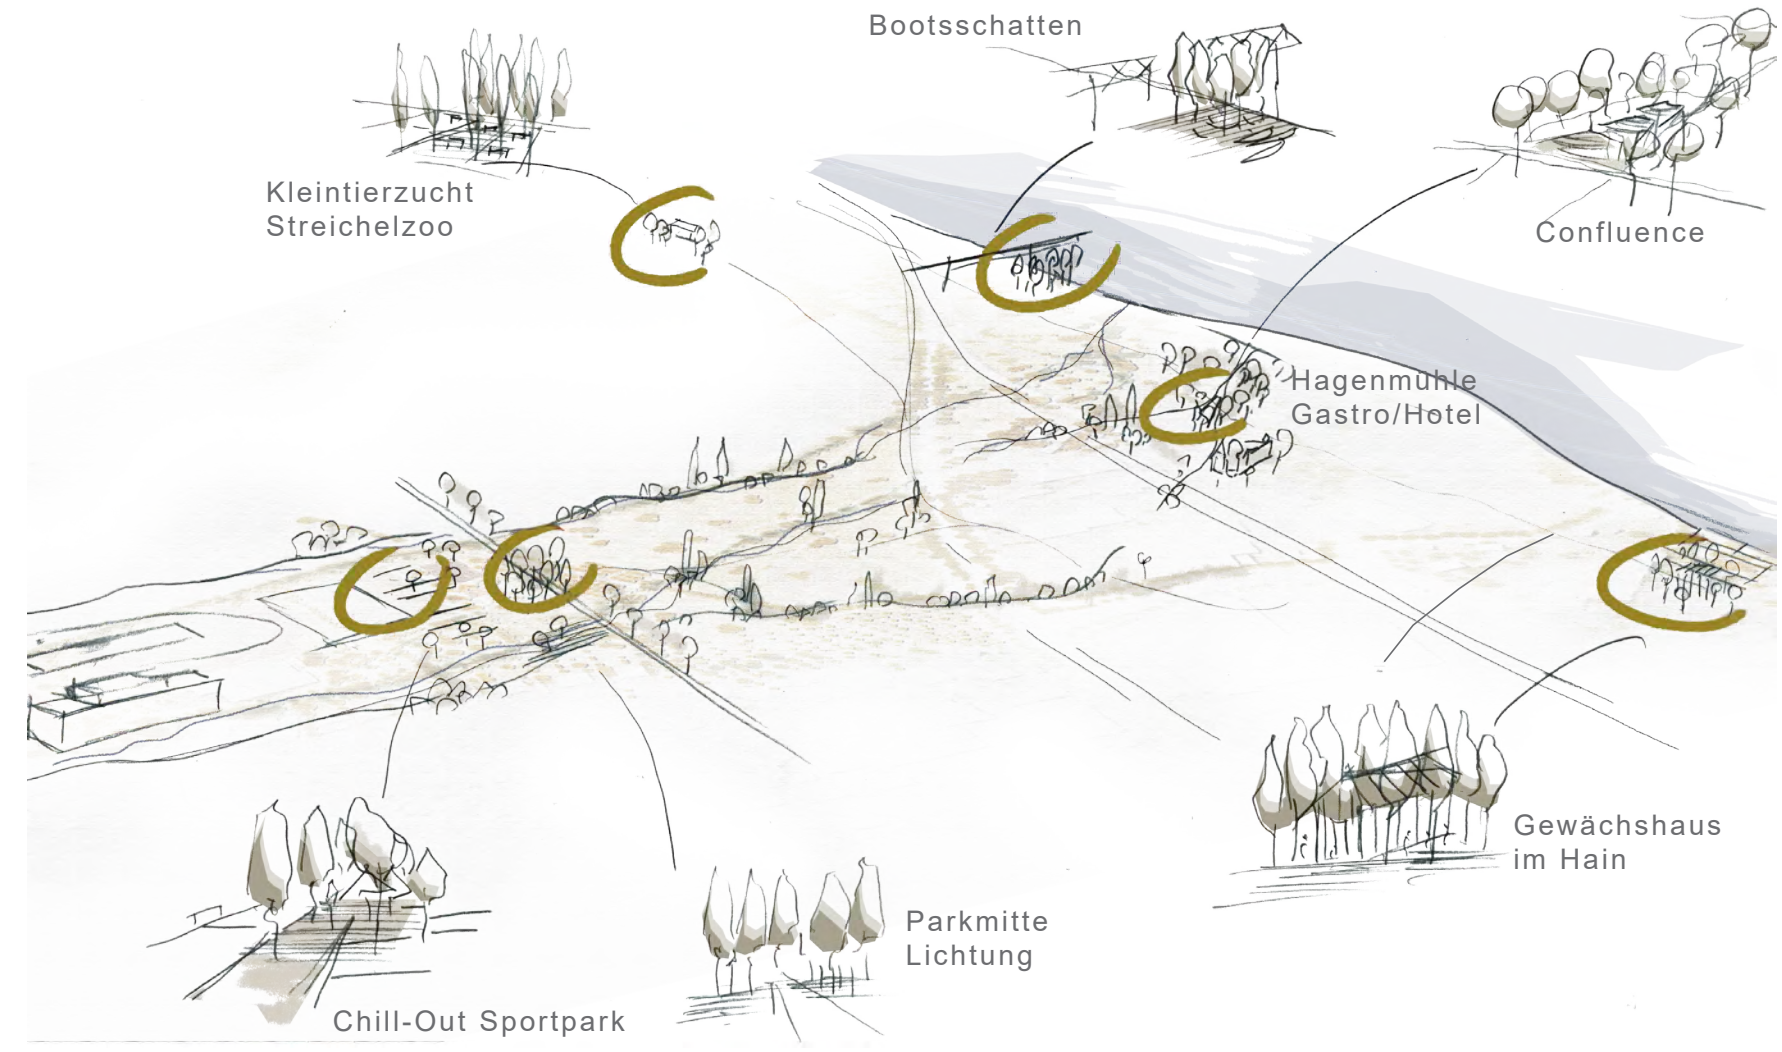 Bootsschatten
Kleintierzucht
Streichelzoo
Confluence
Hagenmühle
Gastro/Hotel
Gewächshaus
im Hain
Parkmitte
Lichtung
Chill-Out Sportpark